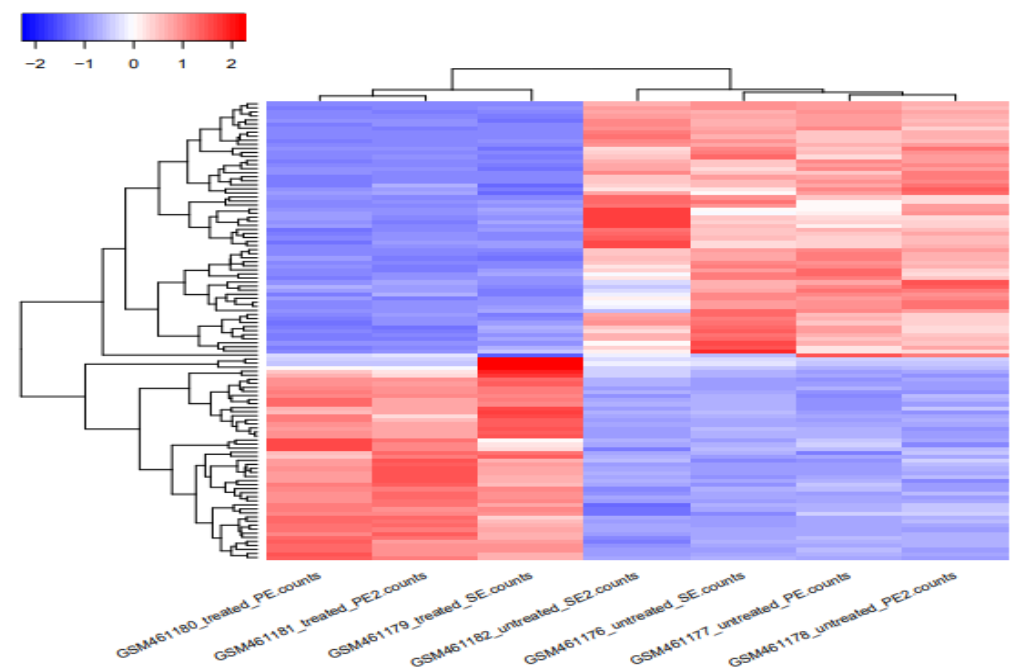 −2 −1 0 1 2
GSM461180_treated_PE.counts
GSM461181_treated_PE2.counts
GSM461179_treated_SE.counts
GSM461182_untreated_SE2.counts
GSM461176_untreated_SE.counts
GSM461177_untreated_PE.counts
GSM461178_untreated_PE2.counts